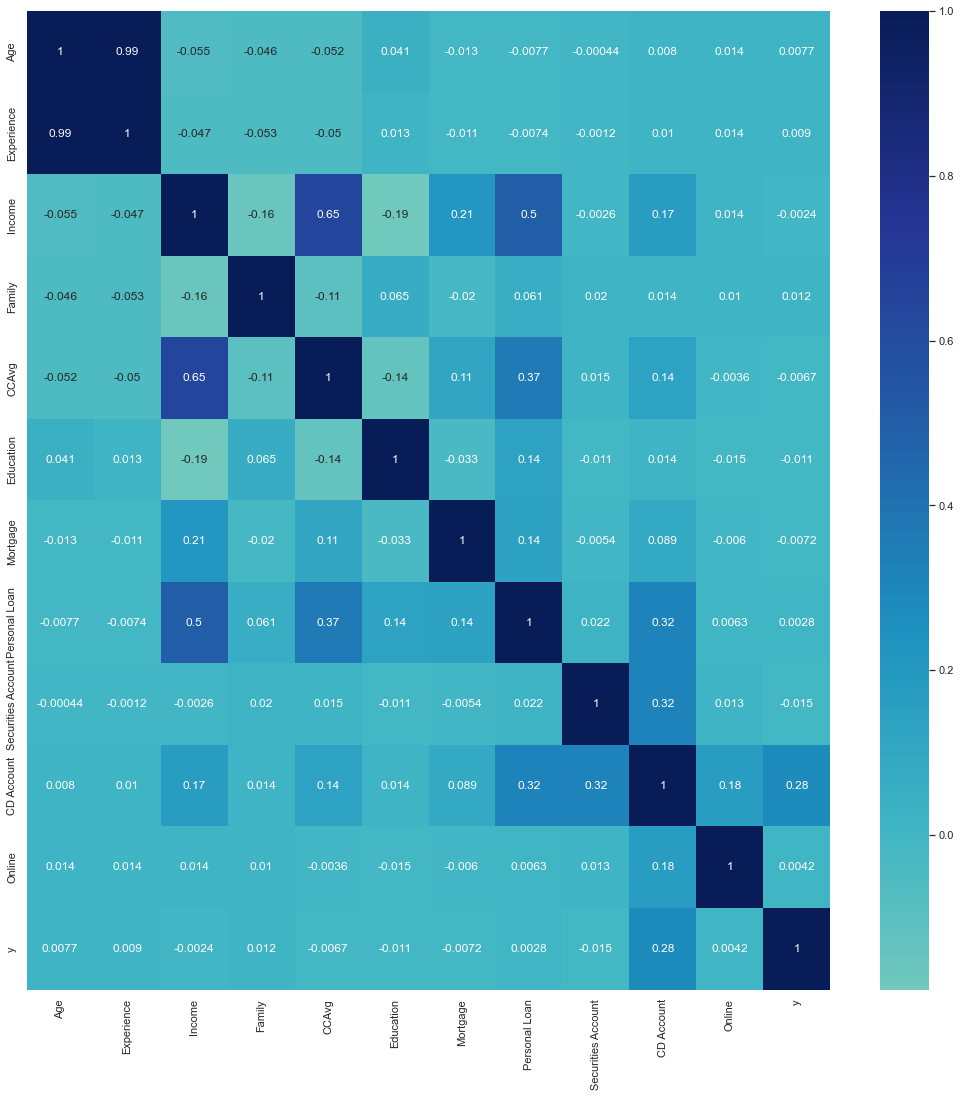 Age 1 0.99 -0.055 -0.046 -0.052 0.041 -0.013 -0.0077 -0.00044 0.008 0.014 0.0077
Experience 0.99 1 -0.047 -0.053 -0.05 0.013 -0.011 -0.0074 -0.0012 0.01 0.014 0.009
Income -0.055 -0.047 1 -0.16 0.65 -0.19 0.21 0.5 -0.0026 0.17 0.014 -0.0024
Family -0.046 -0.053 -0.16 1 -0.11 0.065 -0.02 0.061 0.02 0.014 0.01 0.012
CCAvg -0.052 -0.05 0.65 -0.11 1 -0.14 0.11 0.37 0.015 0.14 -0.0036 -0.0067
Education 0.041 0.013 -0.19 0.065 -0.14 1 -0.033 0.14 -0.011 0.014 -0.015 -0.011
Mortgage -0.013 -0.011 0.21 -0.02 0.11 -0.033 1 0.14 -0.0054 0.089 -0.006 -0.0072
Personal Loan -0.0077 -0.0074 0.5 0.061 0.37 0.14 0.14 1 0.022 0.32 0.0063 0.0028
Securities Account -0.00044 -0.0012 -0.0026 0.02 0.015 -0.011 -0.0054 0.022 1 0.32 0.013 -0.015
CD Account 0.008 0.01 0.17 0.014 0.14 0.014 0.089 0.32 0.32 1 0.18 0.28
Online 0.014 0.014 0.014 0.01 -0.0036 -0.015 -0.006 0.0063 0.013 0.18 1 0.0042
y 0.0077 0.009 -0.0024 0.012 -0.0067 -0.011 -0.0072 0.0028 -0.015 0.28 0.0042 1
Age Experience Income Family CCAvg Education Mortgage Personal Loan Securities Account CD Account Online y
1.0
0.8
0.6
0.4
0.2
0.0